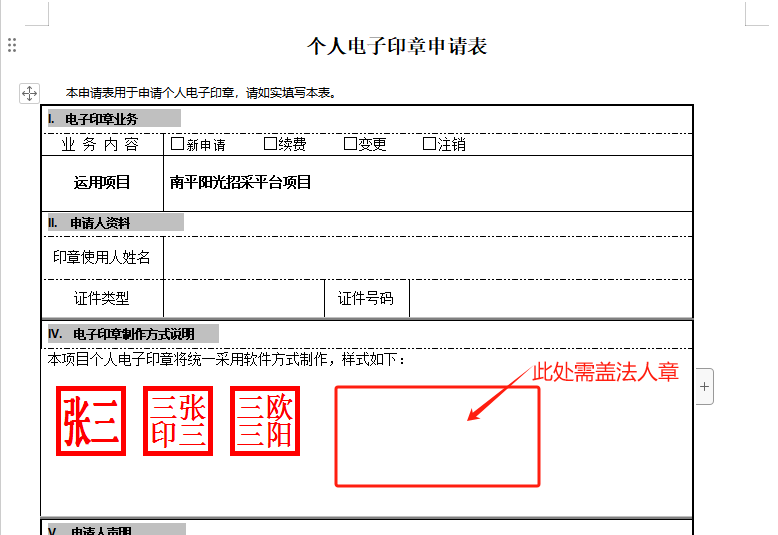 个人电子印章申请表
本申请表用于申请个人电子印章，请如实填写本表。
I. 电子印章业务
业 务 内 容 □新申请 □续费 □变更 □注销
运用项目 南平阳光招采平台项目
II. 申请人资料
印章使用人姓名
证件类型 证件号码
IV. 电子印章制作方式说明
本项目个人电子印章将统一采用软件方式制作，样式如下：
此处需盖法人章
张三
三张
印三
三欧
三阳
V. 申请人声明